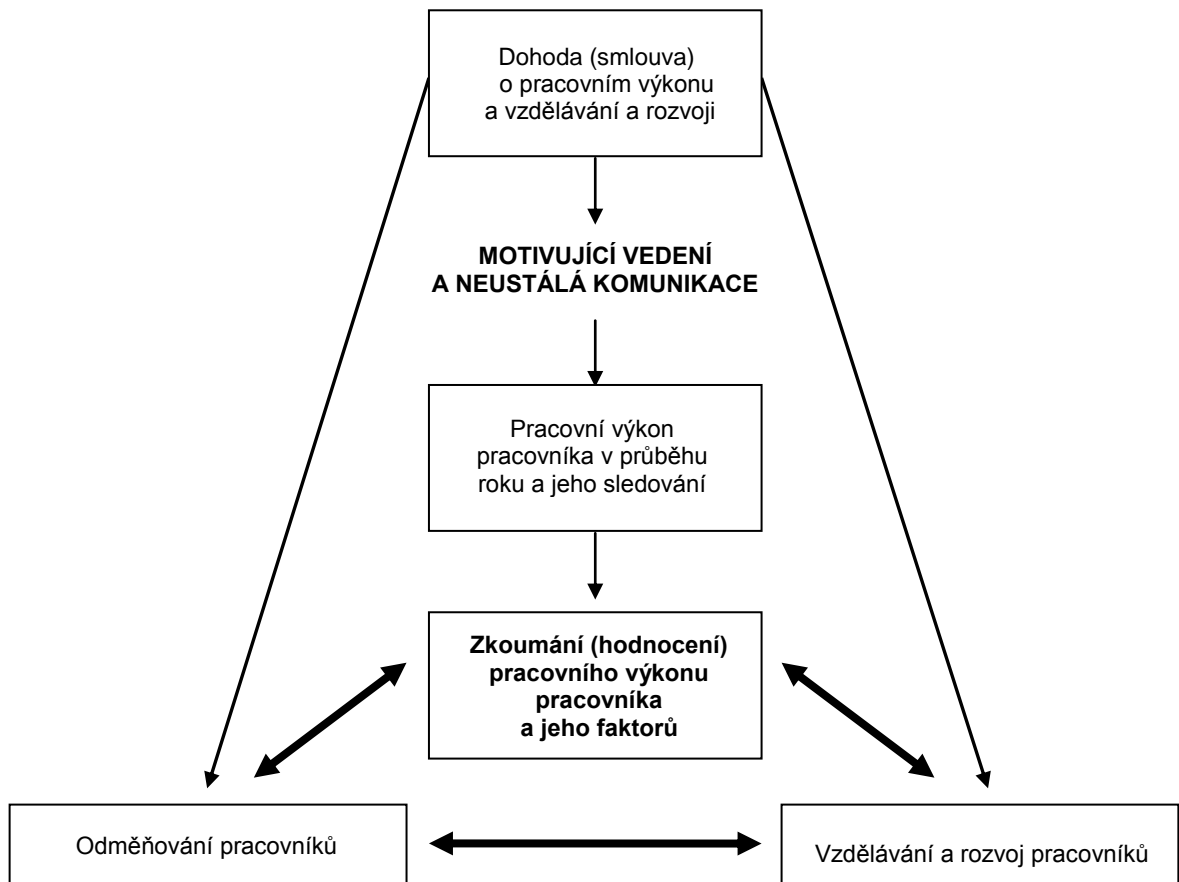 Dohoda (smlouva)
o pracovním výkonu
a vzdělávání a rozvoji
MOTIVUJÍCÍ VEDENÍ
A NEUSTÁLÁ KOMUNIKACE
Pracovní výkon
pracovníka v průběhu
roku a jeho sledování
Zkoumání (hodnocení)
pracovního výkonu
pracovníka
a jeho faktorů
Odměňování pracovníků
Vzdělávání a rozvoj pracovníků